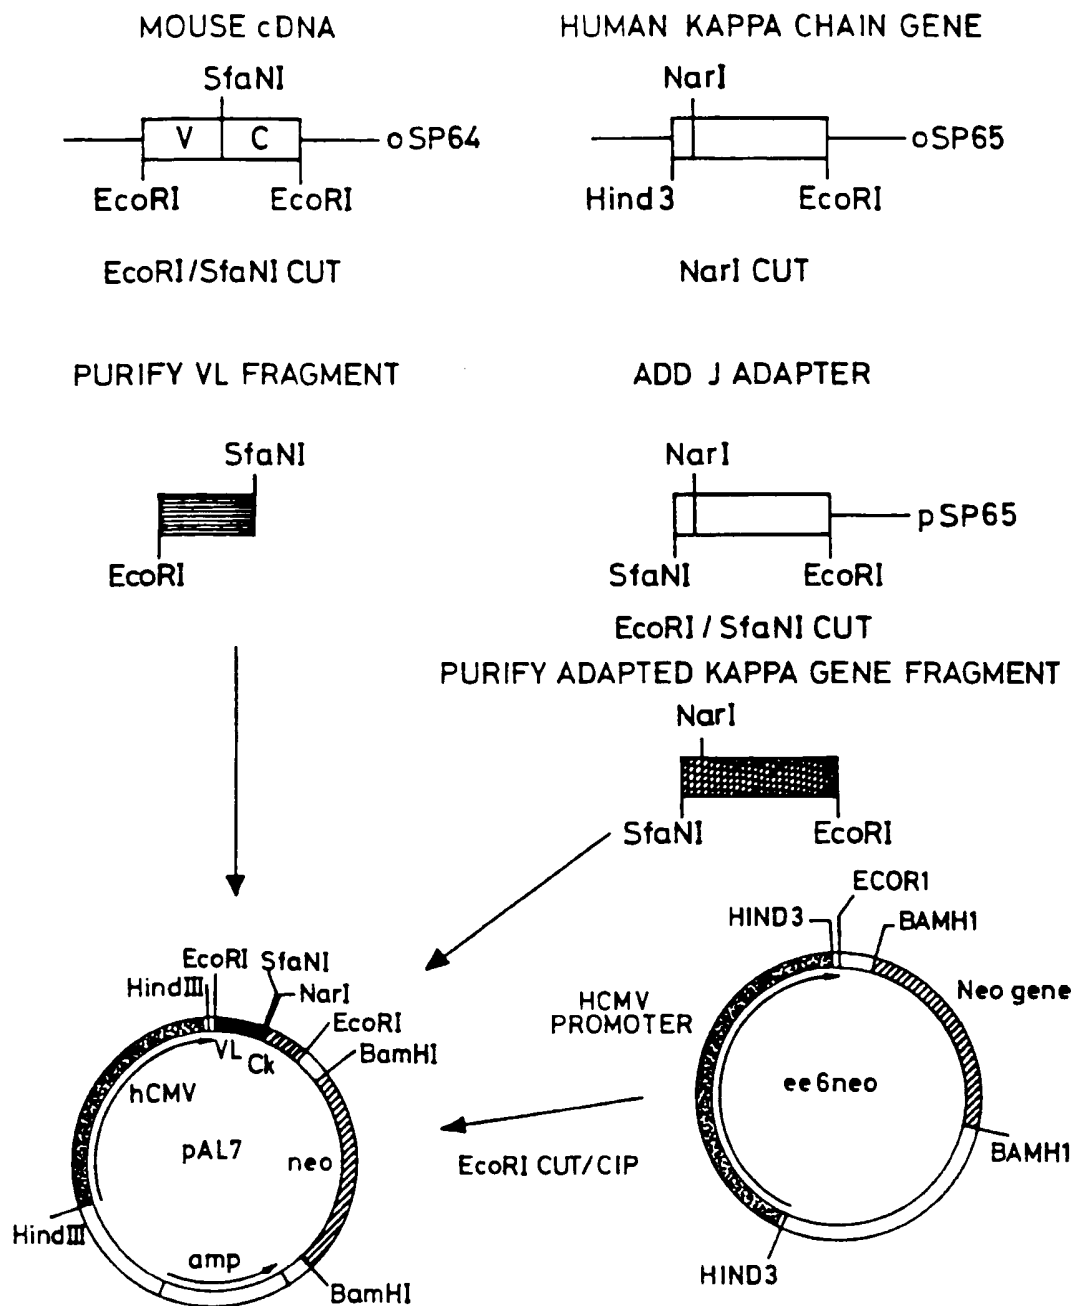 MOUSE cDNA
SfaNI
V
C
oSP64
EcoRI
EcoRI
EcoRI/SfaNI CUT
HUMAN KAPPA CHAIN GENE
NarI
oSP65
Hind3
EcoRI
NarI CUT
PURIFY VL FRAGMENT
SfaNI
EcoRI
ADD J ADAPTER
NarI
pSP65
SfaNI
EcoRI
EcoRI/SfaNI CUT
PURIFY ADAPTED KAPPA GENE FRAGMENT
NarI
SfaNI
EcoRI
ECOR1
HIND3
BAMH1
Neo gene
HCMV
PROMOTER
ee6neo
BAMH1
HIND3
EcoRI CUT/CIP
EcoRI
SfaNI
HindIII
NarI
EcoRI
BamHI
VL
Ck
hCMV
pAL7
neo
HindIII
amp
BamHI